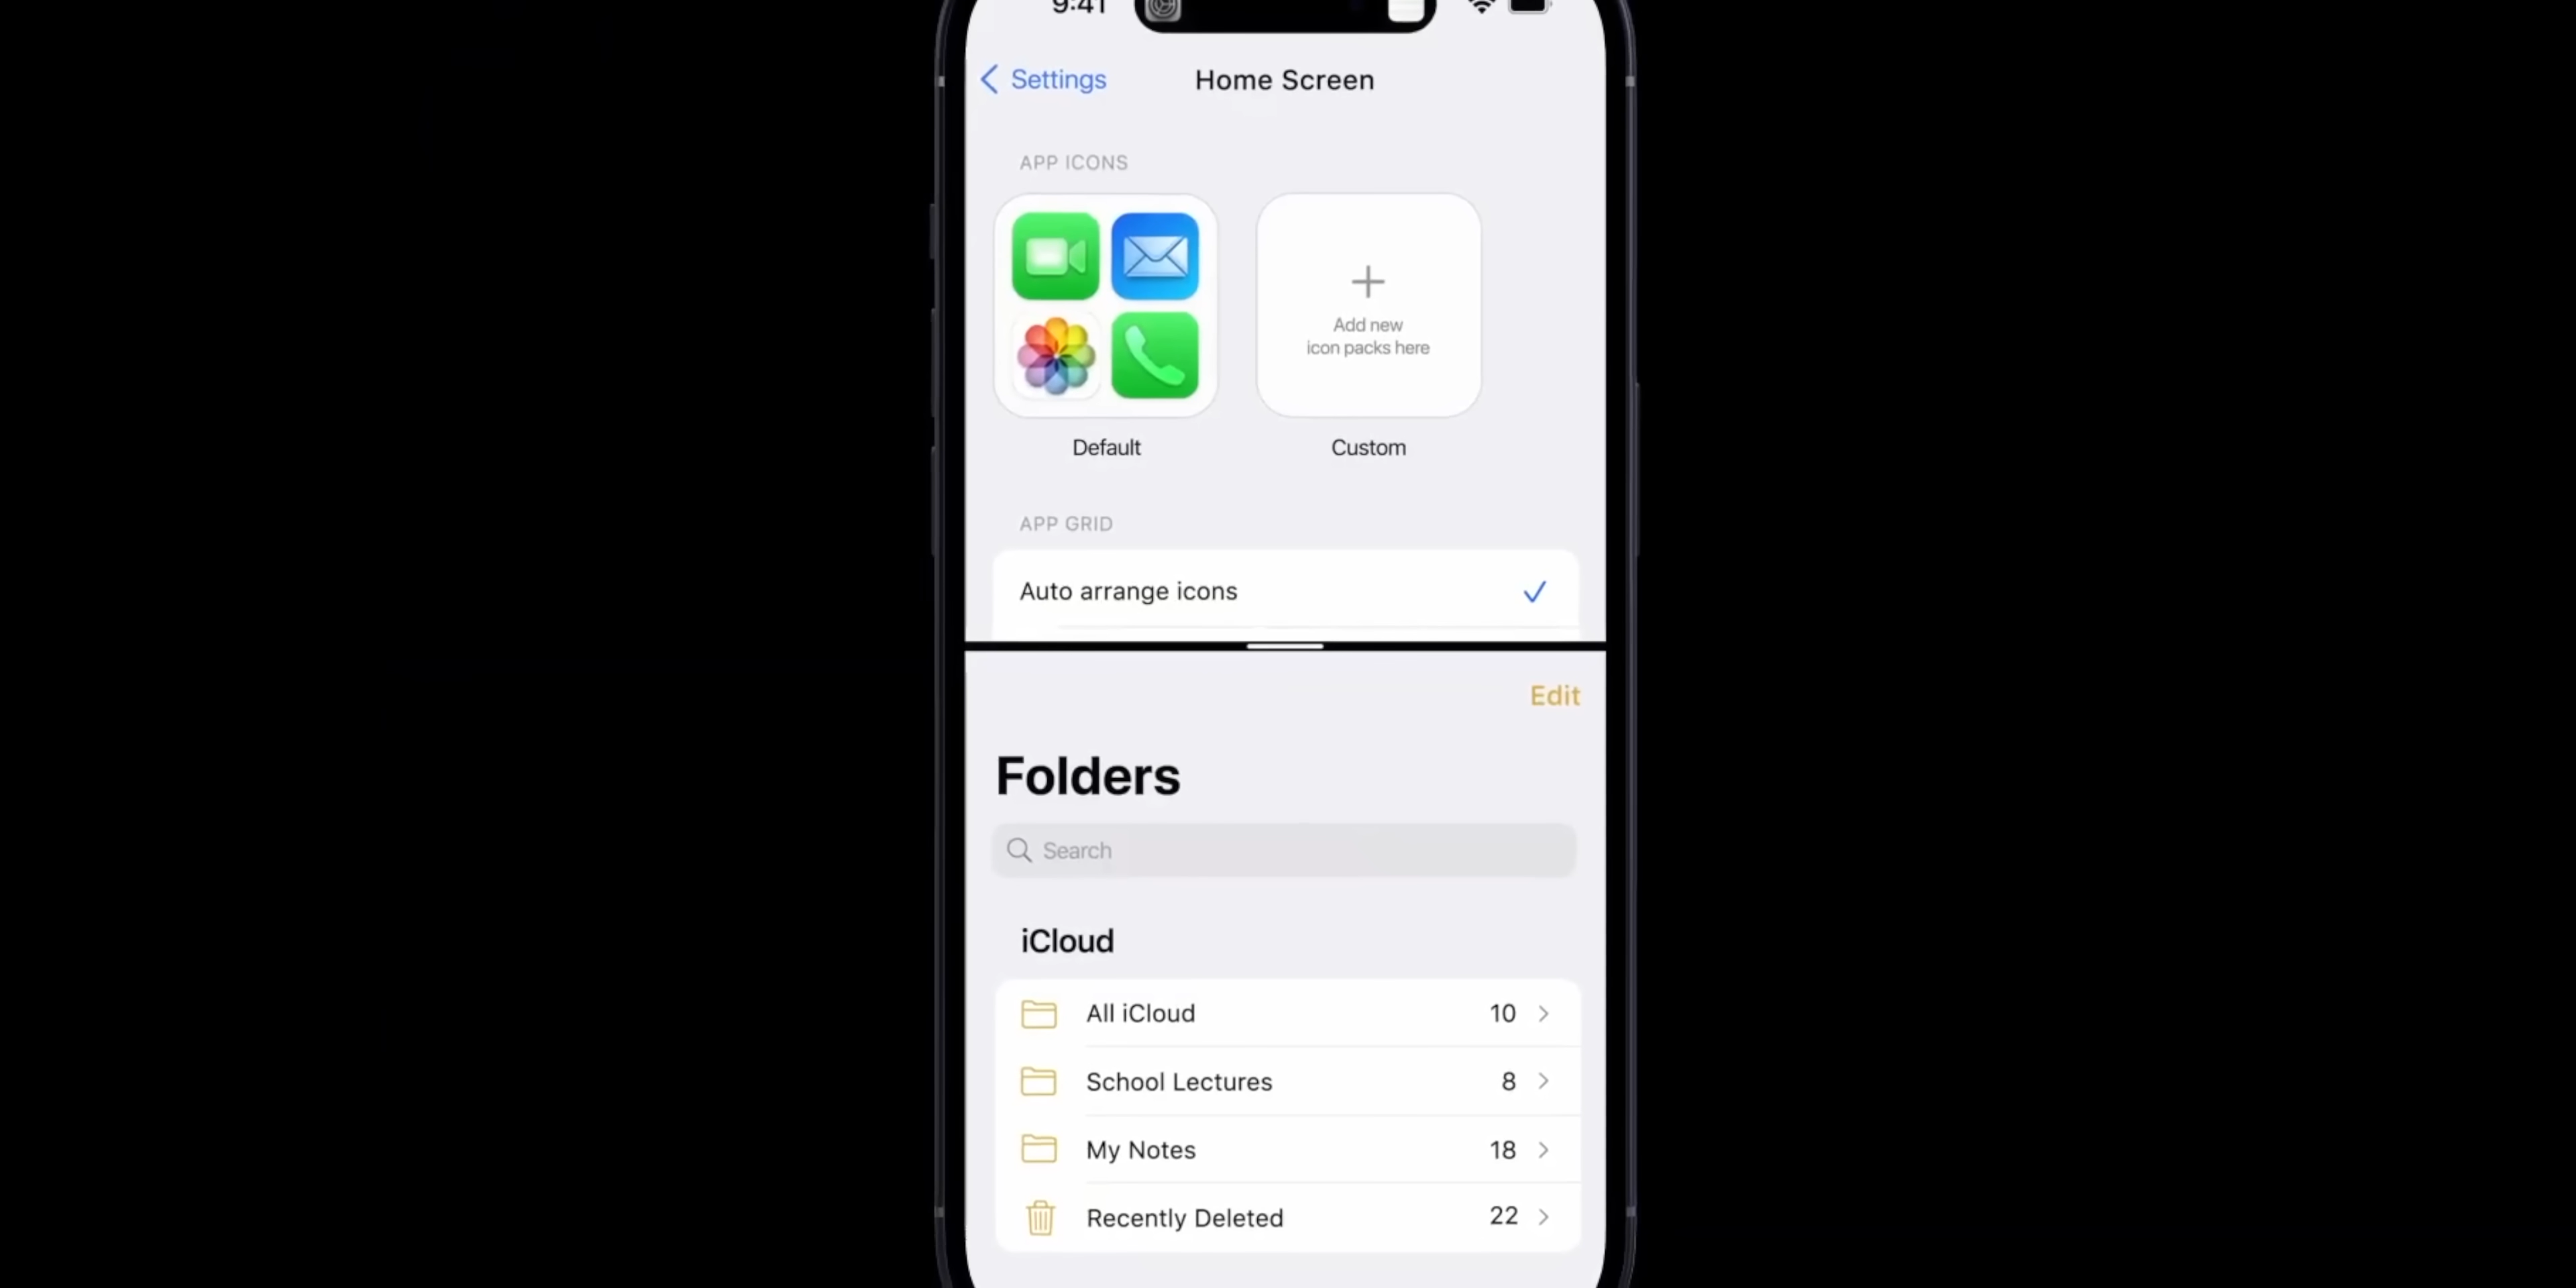 9:41
Settings
Home Screen
APP ICONS
Add new
icon packs here
Default
Custom
APP GRID
Auto arrange icons
Edit
Folders
Search
iCloud
All iCloud 10
School Lectures 8
My Notes 18
Recently Deleted 22